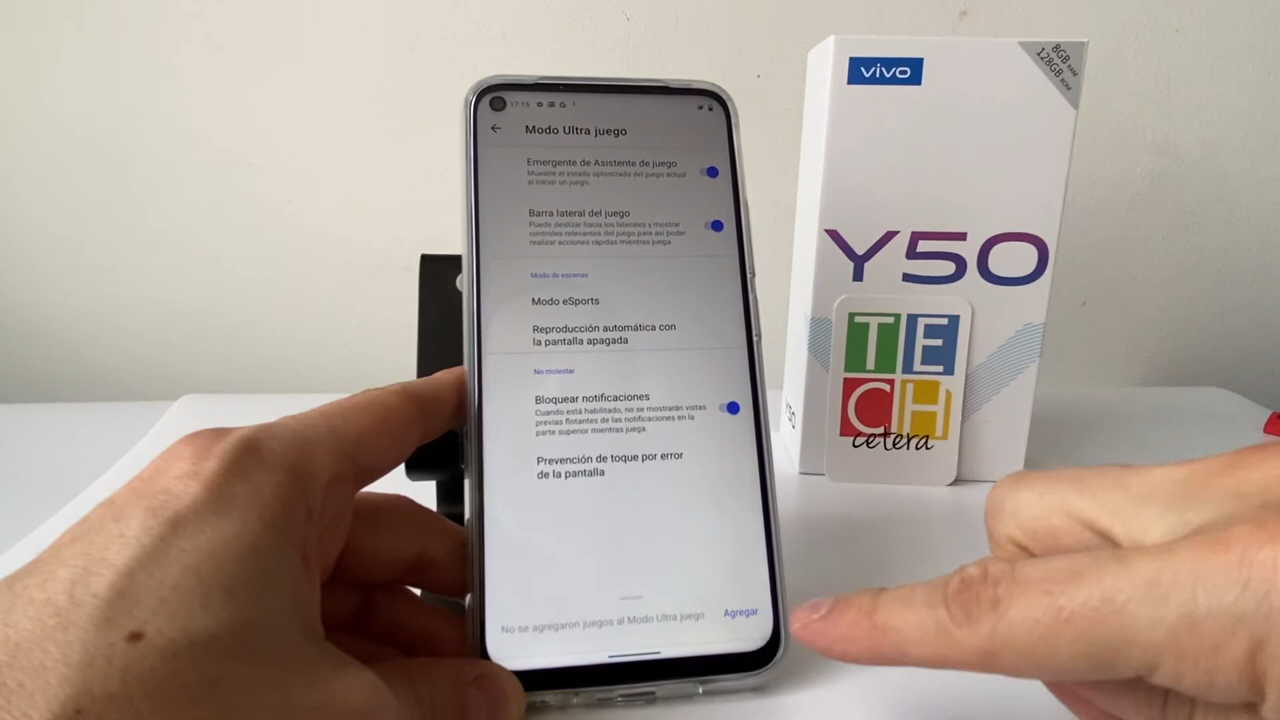 17:15
Modo Ultra juego
Emergente de Asistente de juego
Muestre el estado optimizado del juego actual
al iniciar un juego.
Barra lateral del juego
Puede deslizar hacia los laterales y mostrar
controles relevantes del juego para así poder
realizar acciones rápidas mientras juega.
Modo de escenas
Modo eSports
Reproducción automática con
la pantalla apagada
No molestar
Bloquear notificaciones
Cuando está habilitado, no se mostrarán vistas
previas flotantes de las notificaciones en la
parte superior mientras juega.
Prevención de toque por error
de la pantalla
No se agregaron juegos al Modo Ultra juego
Agregar
vivo
8GB RAM
128GB ROM
Y50
Y50
TE
CH
cetera